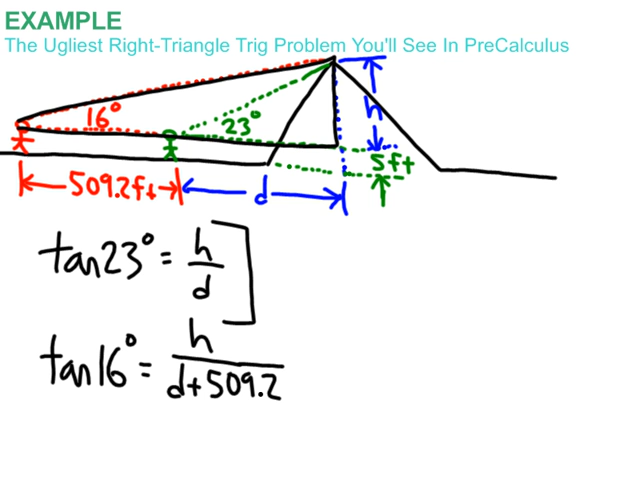 EXAMPLE
The Ugliest Right-Triangle Trig Problem You'll See In PreCalculus
16°
23°
h
5ft
509.2ft
d
tan23° = h/d
tan16° = h/(d+509.2)